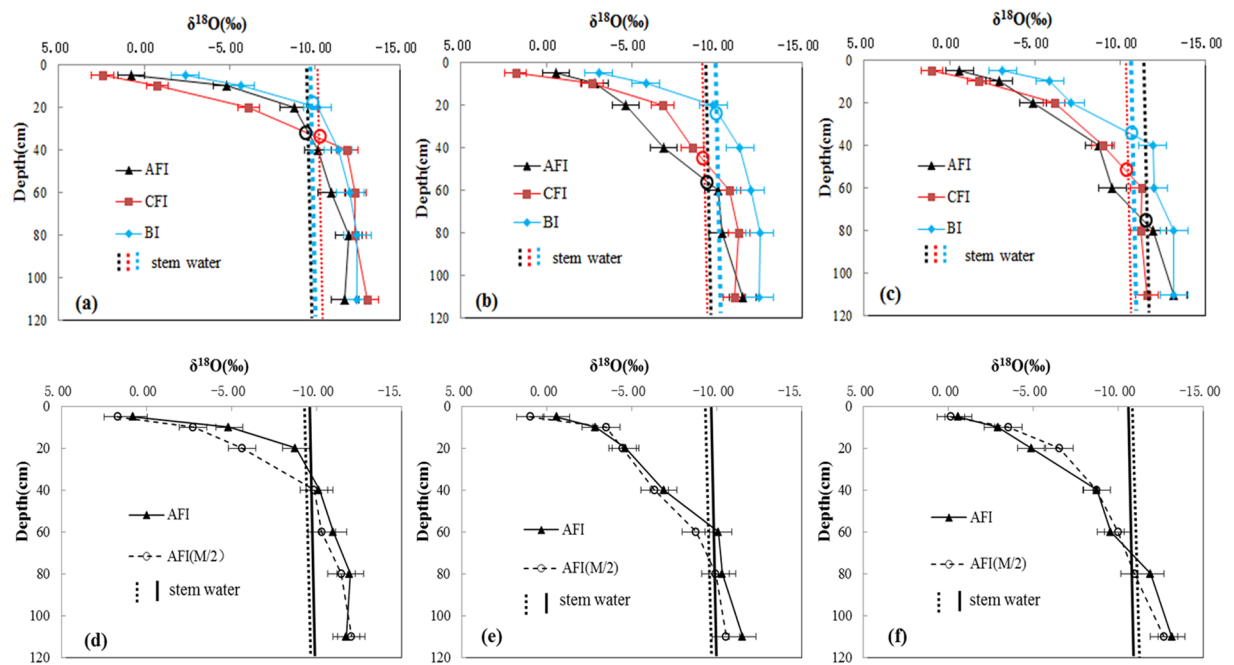 δ18O(‰)
5.00 0.00 -5.00 -10.00 -15.00
0
20
40
60
80
100
120
Depth(cm)
AFI
CFI
BI
stem water
(a)
δ18O(‰)
5.00 0.00 -5.00 -10.00 -15.00
0
20
40
60
80
100
120
Depth(cm)
AFI
CFI
BI
stem water
(b)
δ18O(‰)
5.00 0.00 -5.00 -10.00 -15.00
0
20
40
60
80
100
120
Depth(cm)
AFI
CFI
BI
stem water
(c)
δ18O(‰)
5.00 0.00 -5.00 -10.00 -15.
0
20
40
60
80
100
120
Depth(cm)
AFI
AFI(M/2)
stem water
(d)
δ18O(‰)
5.00 0.00 -5.00 -10.00 -15.
0
20
40
60
80
100
120
Depth(cm)
AFI
AFI(M/2)
stem water
(e)
δ18O(‰)
5.00 0.00 -5.00 -10.00 -15.00
0
20
40
60
80
100
120
Depth(cm)
AFI
AFI(M/2)
stem water
(f)